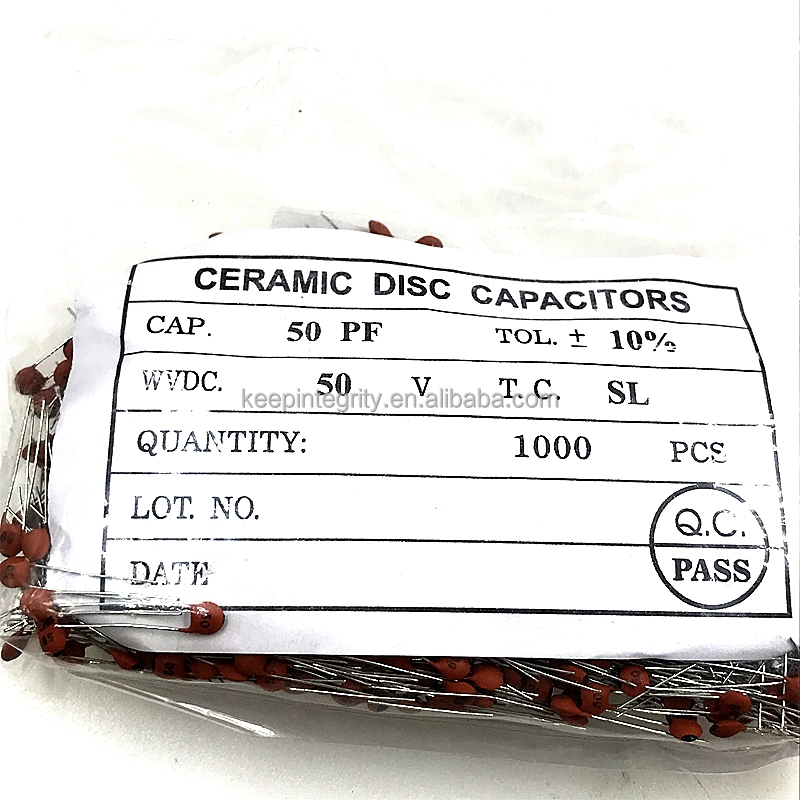 CERAMIC DISC CAPACITORS
CAP. 50 PF TOL. ± 10%
WVDC. 50 V T.C. SL
keepintegrity.en.alibaba.com
QUANTITY: 1000 PCS
LOT. NO.
Q.C.
DATE
PASS
50